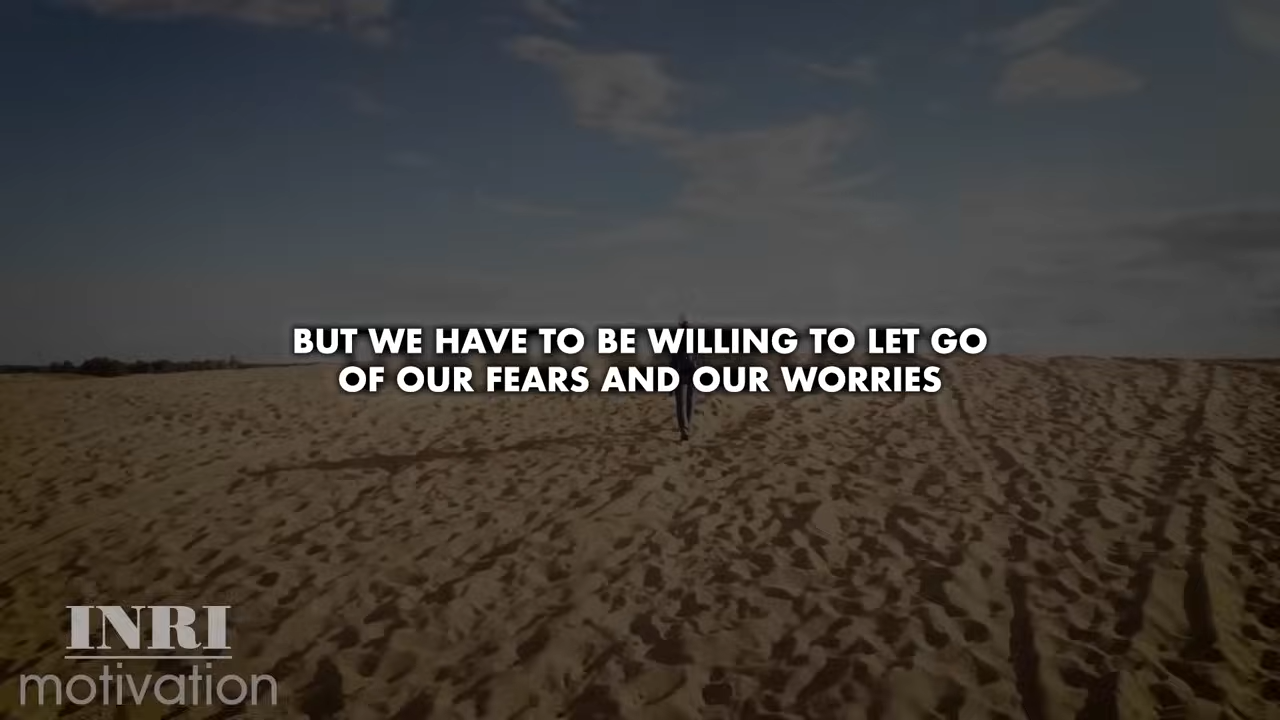 BUT WE HAVE TO BE WILLING TO LET GO
OF OUR FEARS AND OUR WORRIES
INRI
motivation